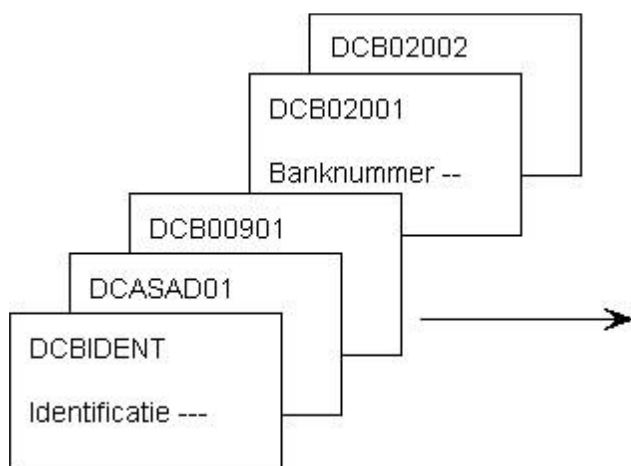 DCB02002
DCB02001
Banknummer --
DCB00901
DCASAD01
DCBIDENT
Identificatie ---